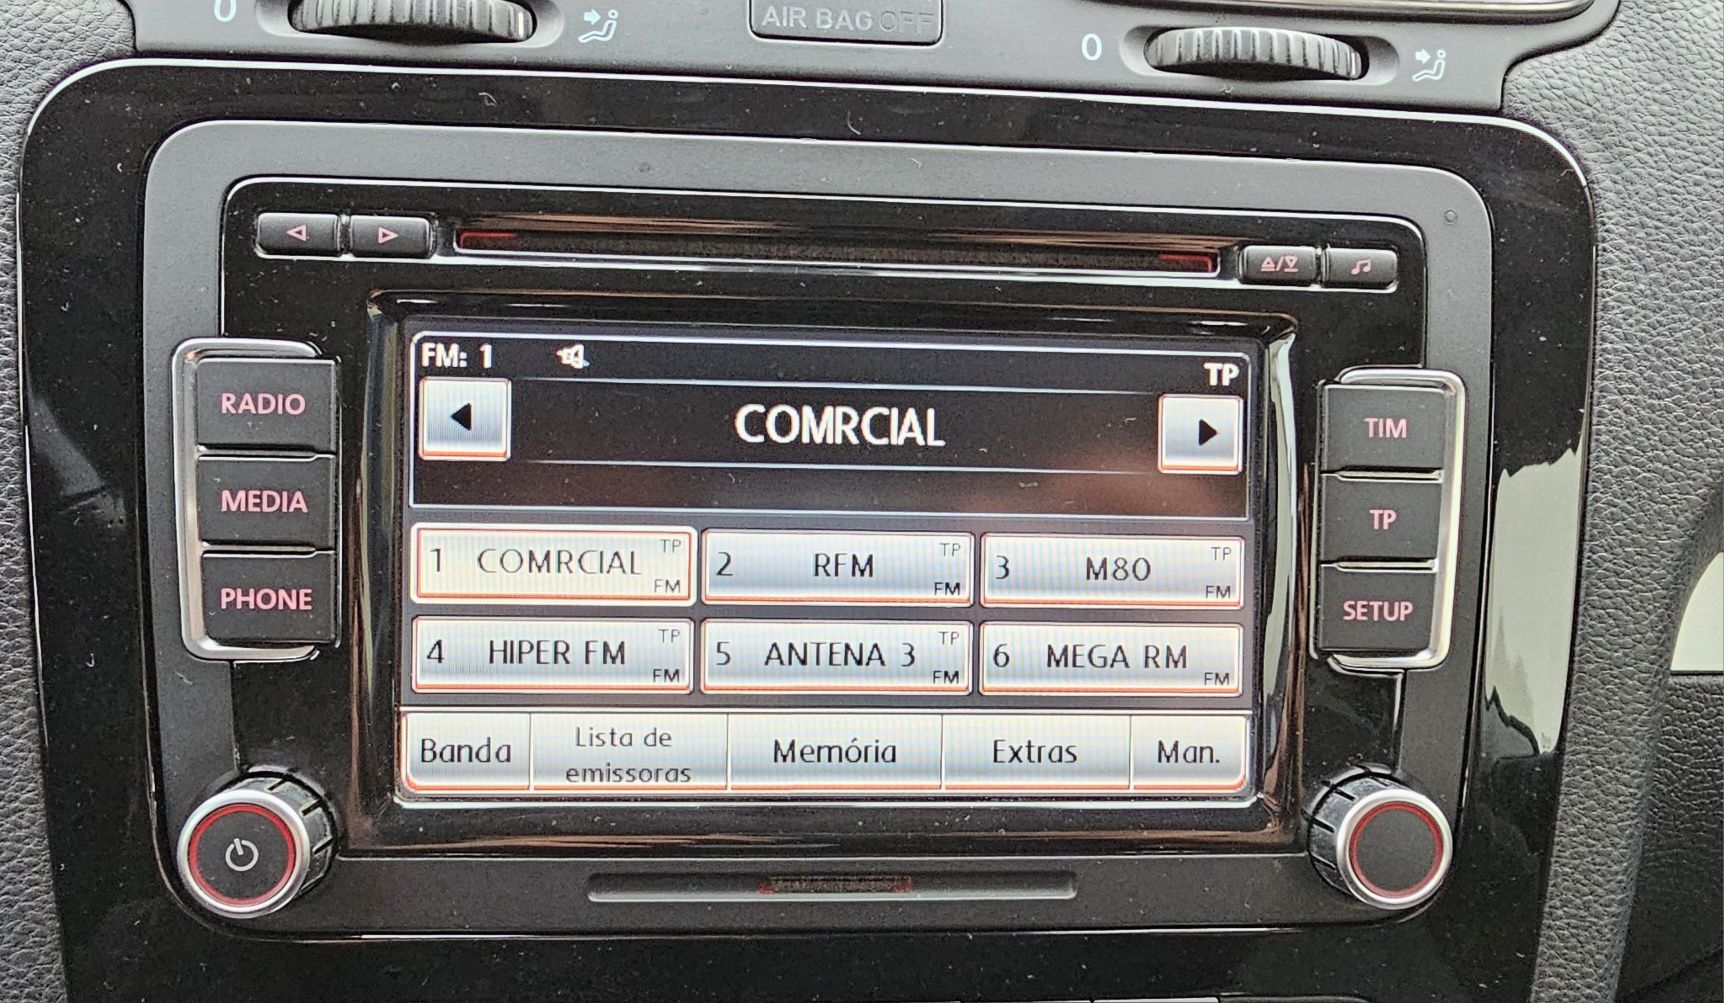 0
AIR BAG OFF
0
FM: 1
TP
COMRCIAL
RADIO
MEDIA
PHONE
TIM
TP
SETUP
1 COMRCIAL TP FM
2 RFM TP FM
3 M80 TP FM
4 HIPER FM TP FM
5 ANTENA 3 TP FM
6 MEGA RM FM
Banda
Lista de
emissoras
Memória
Extras
Man.